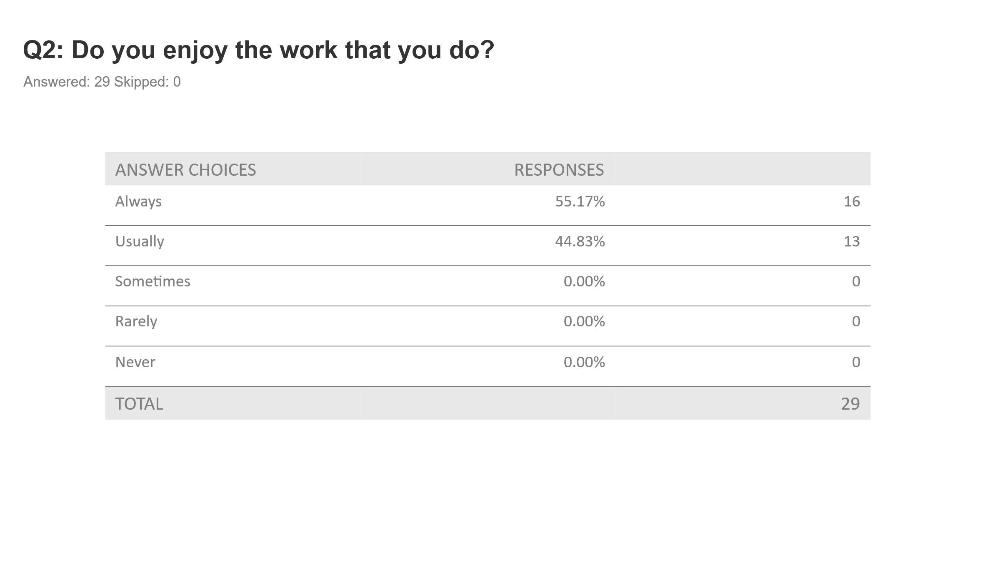 Q2: Do you enjoy the work that you do?
Answered: 29 Skipped: 0
ANSWER CHOICES RESPONSES
Always 55.17% 16
Usually 44.83% 13
Sometimes 0.00% 0
Rarely 0.00% 0
Never 0.00% 0
TOTAL 29